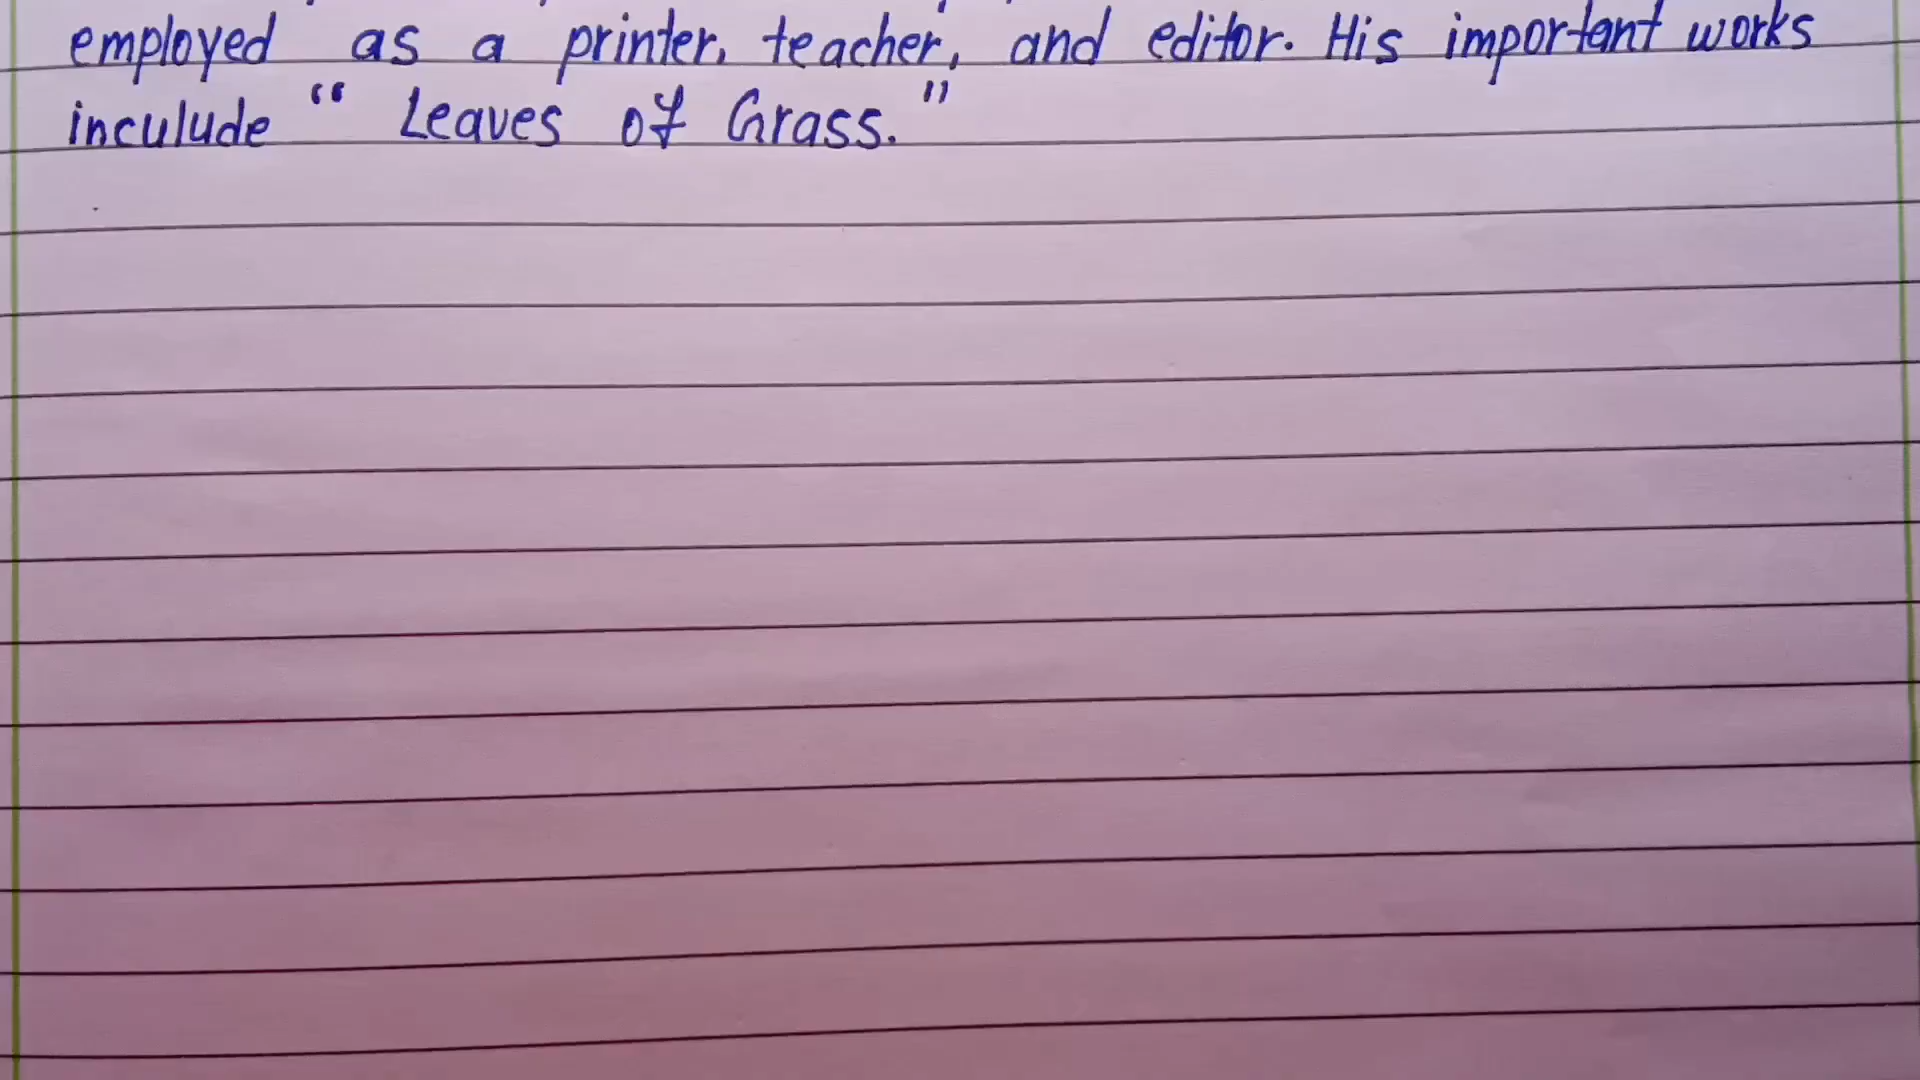 employed as a printer, teacher, and editor. His important works
inculude “ Leaves of Grass. ”